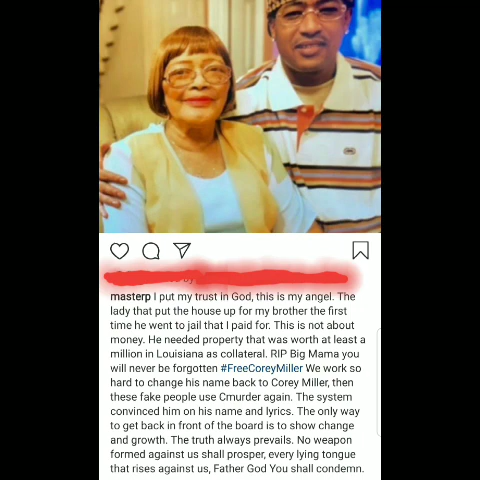 masterp I put my trust in God, this is my angel. The
lady that put the house up for my brother the first
time he went to jail that I paid for. This is not about
money. He needed property that was worth at least a
million in Louisiana as collateral. RIP Big Mama you
will never be forgotten #FreeCoreyMiller We work so
hard to change his name back to Corey Miller, then
these fake people use Cmurder again. The system
convinced him on his name and lyrics. The only way
to get back in front of the board is to show change
and growth. The truth always prevails. No weapon
formed against us shall prosper, every lying tongue
that rises against us, Father God You shall condemn.